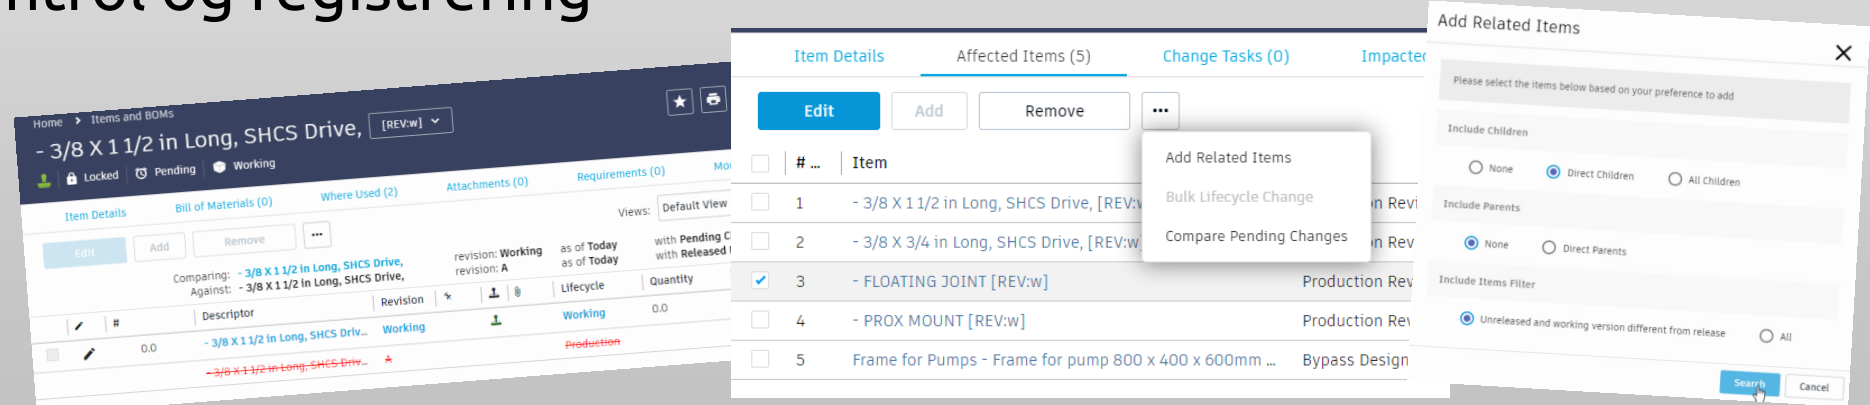 ntrol og registrering
Home > Items and BOMs
- 3/8 X 1 1/2 in Long, SHCS Drive, [REV:w]
Locked Pending Working
Item Details Bill of Materials (0) Where Used (2) Attachments (0) Requirements (0) Mo
Views: Default View
Edit Add Remove ...
Comparing: - 3/8 X 1 1/2 in Long, SHCS Drive, revision: Working as of Today with Pending C
Against: - 3/8 X 1 1/2 in Long, SHCS Drive, revision: A as of Today with Released
# Descriptor Revision Lifecycle Quantity
0.0 - 3/8 X 1 1/2 in Long, SHCS Driv... Working Working 0.0
- 3/8 X 1 1/2 in Long, SHCS Driv... A Production
Item Details Affected Items (5) Change Tasks (0) Impacte
Edit Add Remove ...
# ... Item
Add Related Items
Bulk Lifecycle Change
Compare Pending Changes
1 - 3/8 X 1 1/2 in Long, SHCS Drive, [REV:w n Revi
2 - 3/8 X 3/4 in Long, SHCS Drive, [REV:w n Rev
3 - FLOATING JOINT [REV:w] Production Rev
4 - PROX MOUNT [REV:w] Production Rev
5 Frame for Pumps - Frame for pump 800 x 400 x 600mm ... Bypass Design
Add Related Items
Please select the items below based on your preference to add
Include Children
None Direct Children All Children
Include Parents
None Direct Parents
Include Items Filter
Unreleased and working version different from release All
Search Cancel